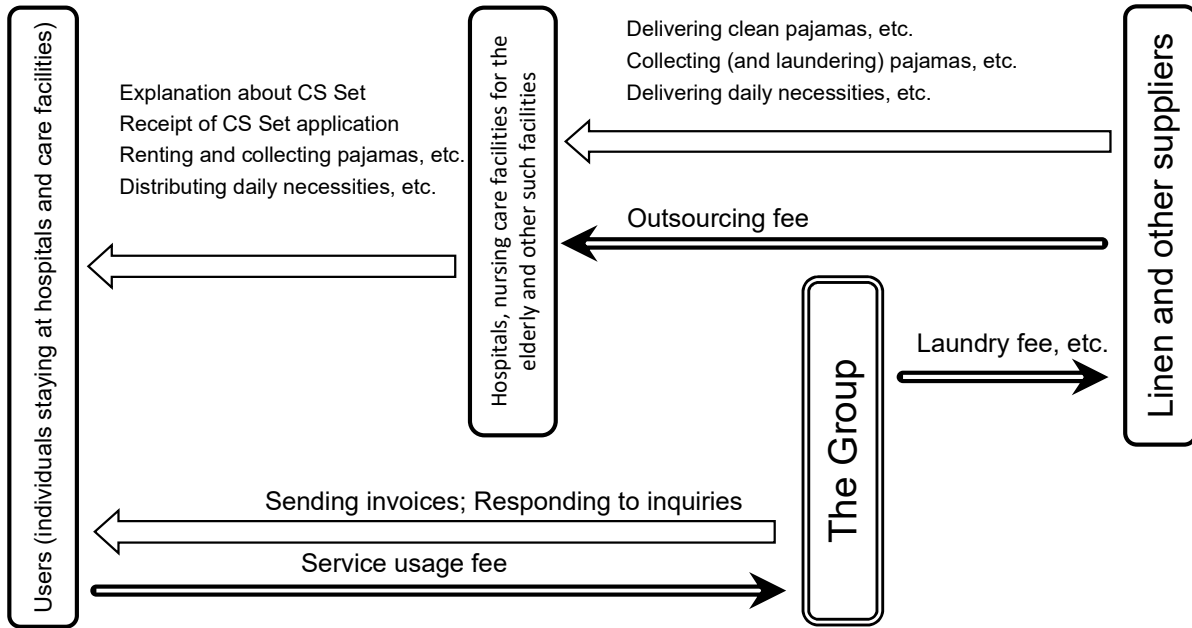 Users (individuals staying at hospitals and care facilities)
Explanation about CS Set
Receipt of CS Set application
Renting and collecting pajamas, etc.
Distributing daily necessities, etc.
Hospitals, nursing care facilities for the
elderly and other such facilities
Delivering clean pajamas, etc.
Collecting (and laundering) pajamas, etc.
Delivering daily necessities, etc.
Outsourcing fee
Linen and other suppliers
Laundry fee, etc.
The Group
Sending invoices; Responding to inquiries
Service usage fee